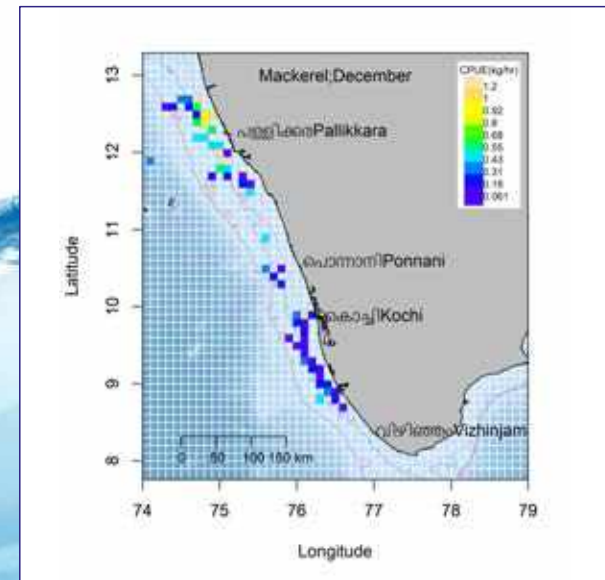 Mackerel;December
CPUE(kg/hr)
1.2
1
0.92
0.8
0.68
0.55
0.43
0.31
0.18
0.061
പള്ളിക്കരPallikkara
പൊന്നാനിPonnani
കൊച്ചിKochi
വിഴിഞ്ഞംVizhinjam
0 50 100 150 km
Latitude
13
12
11
10
9
8
74 75 76 77 78 79
Longitude